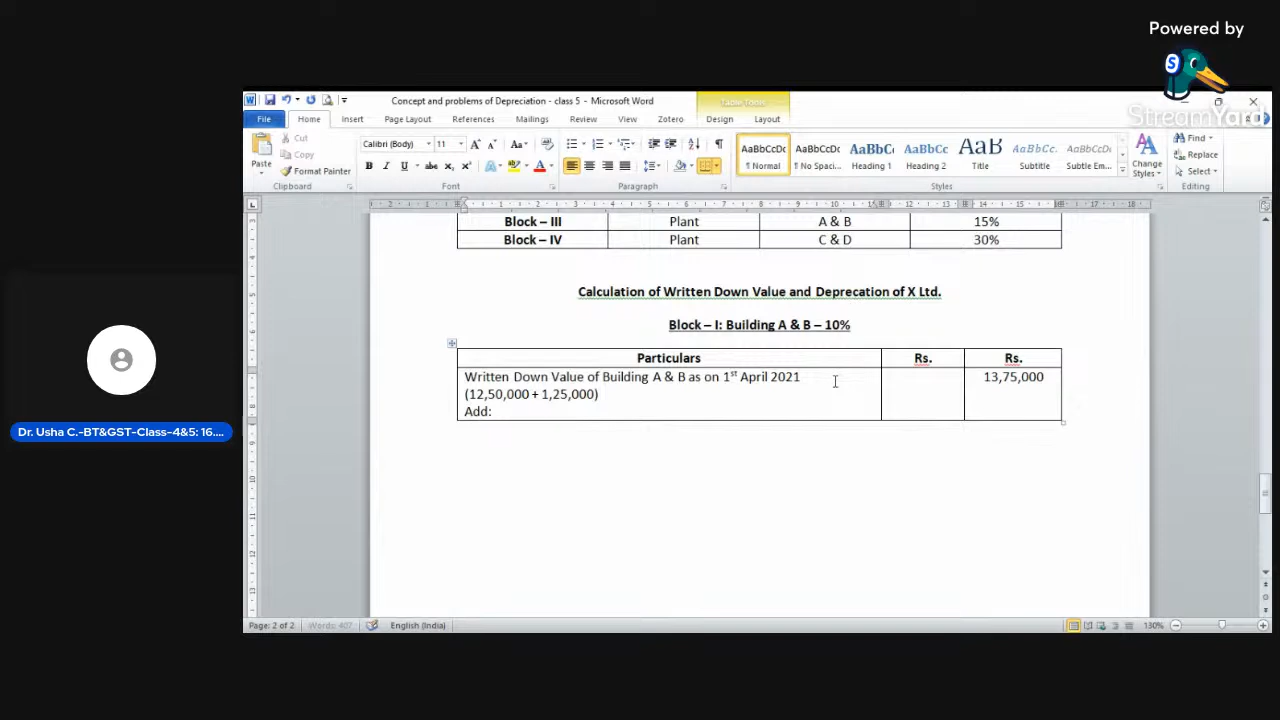 Powered by
S
StreamYard
Concept and problems of Depreciation - class 5 - Microsoft Word
Table Tools
File Home Insert Page Layout References Mailings Review View Zotero Design Layout
Paste
Cut
Copy
Format Painter
Clipboard
Calibri (Body) 11
Font
Paragraph
AaBbCcDc
¶ Normal
AaBbCcDc
¶ No Spaci...
AaBbCc
Heading 1
AaBbCc
Heading 2
AaB
Title
AaBbCc.
Subtitle
AaBbCcDc
Subtle Em...
Change
Styles
Styles
Find
Replace
Select
Editing
Block – III Plant A & B 15%
Block – IV Plant C & D 30%
Calculation of Written Down Value and Deprecation of X Ltd.
Block – I: Building A & B – 10%
Particulars Rs. Rs.
Written Down Value of Building A & B as on 1st April 2021 13,75,000
(12,50,000 + 1,25,000)
Add:
Dr. Usha C.-BT&GST-Class-4&5: 16....
Page: 2 of 2 Words: 407 English (India) 130%